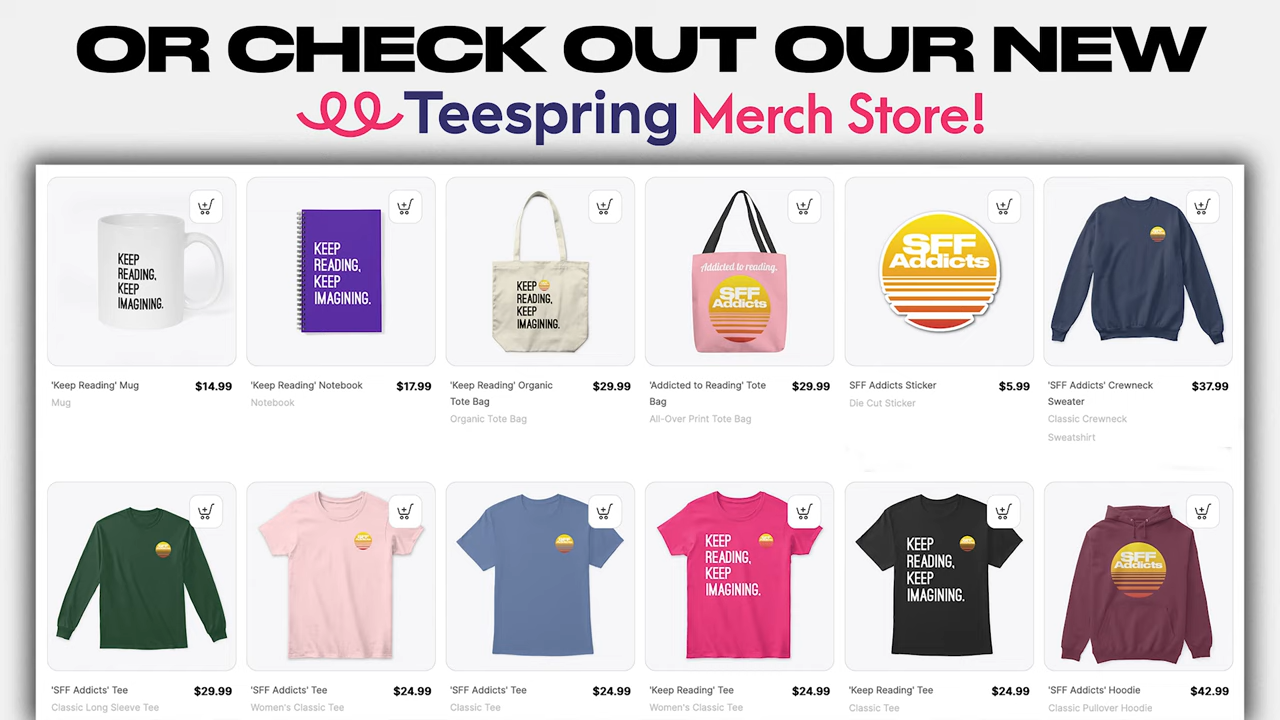 OR CHECK OUT OUR NEW
Teespring Merch Store!
KEEP
READING,
KEEP
IMAGINING.
KEEP
READING,
KEEP
IMAGINING.
KEEP
READING,
KEEP
IMAGINING.
Addicted to reading.
SFF
Addicts
SFF
Addicts
'Keep Reading' Mug
$14.99
Mug
'Keep Reading' Notebook
$17.99
Notebook
'Keep Reading' Organic
Tote Bag
$29.99
Organic Tote Bag
'Addicted to Reading' Tote
Bag
$29.99
All-Over Print Tote Bag
SFF Addicts Sticker
$5.99
Die Cut Sticker
'SFF Addicts' Crewneck
Sweater
$37.99
Classic Crewneck
Sweatshirt
KEEP
READING,
KEEP
IMAGINING.
KEEP
READING,
KEEP
IMAGINING.
SFF
Addicts
'SFF Addicts' Tee
$29.99
Classic Long Sleeve Tee
'SFF Addicts' Tee
$24.99
Women's Classic Tee
'SFF Addicts' Tee
$24.99
Classic Tee
'Keep Reading' Tee
$24.99
Women's Classic Tee
'Keep Reading' Tee
$24.99
Classic Tee
'SFF Addicts' Hoodie
$42.99
Classic Pullover Hoodie